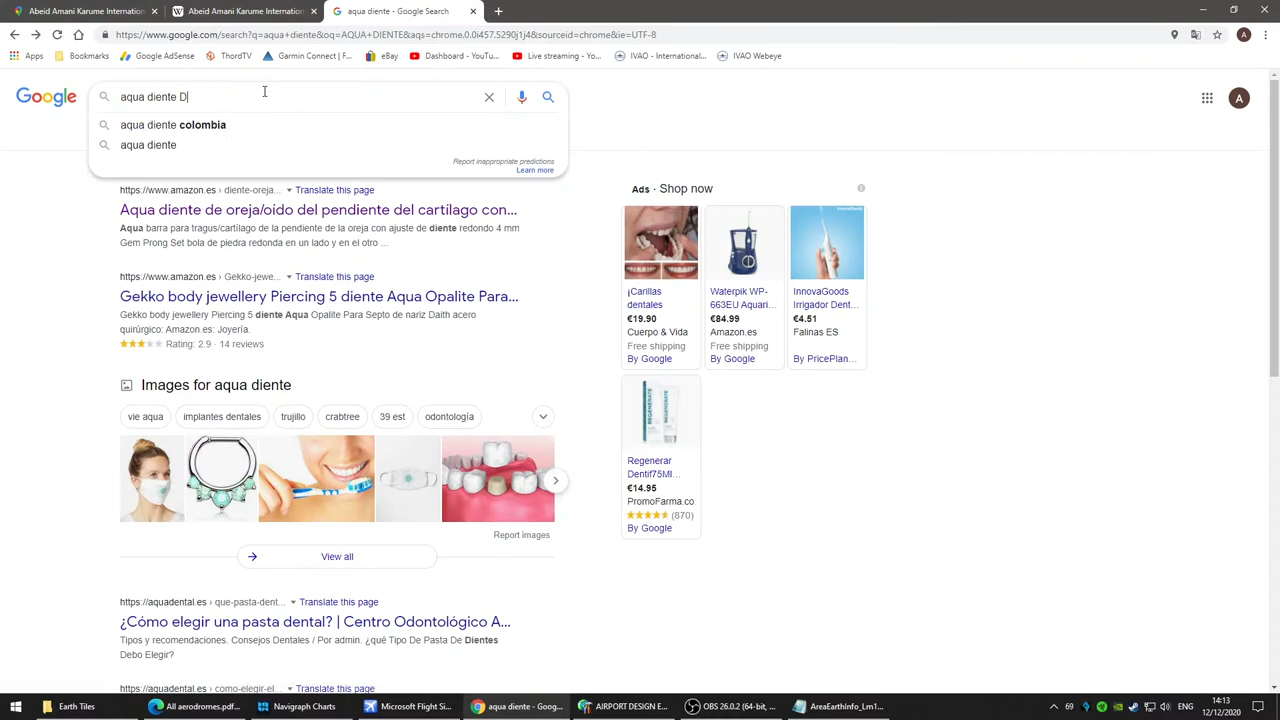 Abeid Amani Karume Internation
Abeid Amani Karume Internation
aqua diente - Google Search
https://www.google.com/search?q=aqua+diente&oq=AQUA+DIENTE&aqs=chrome.0.0i457.5290j1j4&sourceid=chrome&ie=UTF-8
A
Apps
Bookmarks
Google AdSense
ThordTV
Garmin Connect | F...
eBay
Dashboard - YouTu...
Live streaming - Yo...
IVAO - Internationa...
IVAO Webeye
Google
aqua diente D
A
aqua diente colombia
aqua diente
Report inappropriate predictions
Learn more
https://www.amazon.es › diente-oreja... Translate this page
Aqua diente de oreja/oído del pendiente del cartílago con...
Aqua barra para tragus/cartílago de la pendiente de la oreja con ajuste de diente redondo 4 mm
Gem Prong Set bola de piedra redonda en un lado y en el otro ...
https://www.amazon.es › Gekko-jewe... Translate this page
Gekko body jewellery Piercing 5 diente Aqua Opalite Para...
Gekko body jewellery Piercing 5 diente Aqua Opalite Para Septo de nariz Daith acero
quirúrgico: Amazon.es: Joyería.
Rating: 2.9 · 14 reviews
Images for aqua diente
vie aqua
implantes dentales
trujillo
crabtree
39 est
odontología
Report images
View all
https://aquadental.es › que-pasta-dent... Translate this page
¿Cómo elegir una pasta dental? | Centro Odontológico A...
Tipos y recomendaciones. Consejos Dentales / Por admin. ¿qué Tipo De Pasta De Dientes
Debo Elegir?
https://aquadental.es › como-elegir-el... Translate this page
Ads · Shop now
¡Carillas
dentales
€19.90
Cuerpo & Vida
Free shipping
By Google
Waterpik WP-
663EU Aquari...
€84.99
Amazon.es
Free shipping
By Google
InnovaGoods
InnovaGoods
Irrigador Dent...
€4.51
Falinas ES
By PricePlan...
REGENERATE
Regenerar
Dentif75Ml...
€14.95
PromoFarma.co
(870)
By Google
Earth Tiles
All aerodromes.pdf...
Navigraph Charts
Microsoft Flight Si...
aqua diente - Goog...
AIRPORT DESIGN E...
OBS 26.0.2 (64-bit, ...
AreaEarthInfo_Lm1...
69
ENG
14:13
12/12/2020